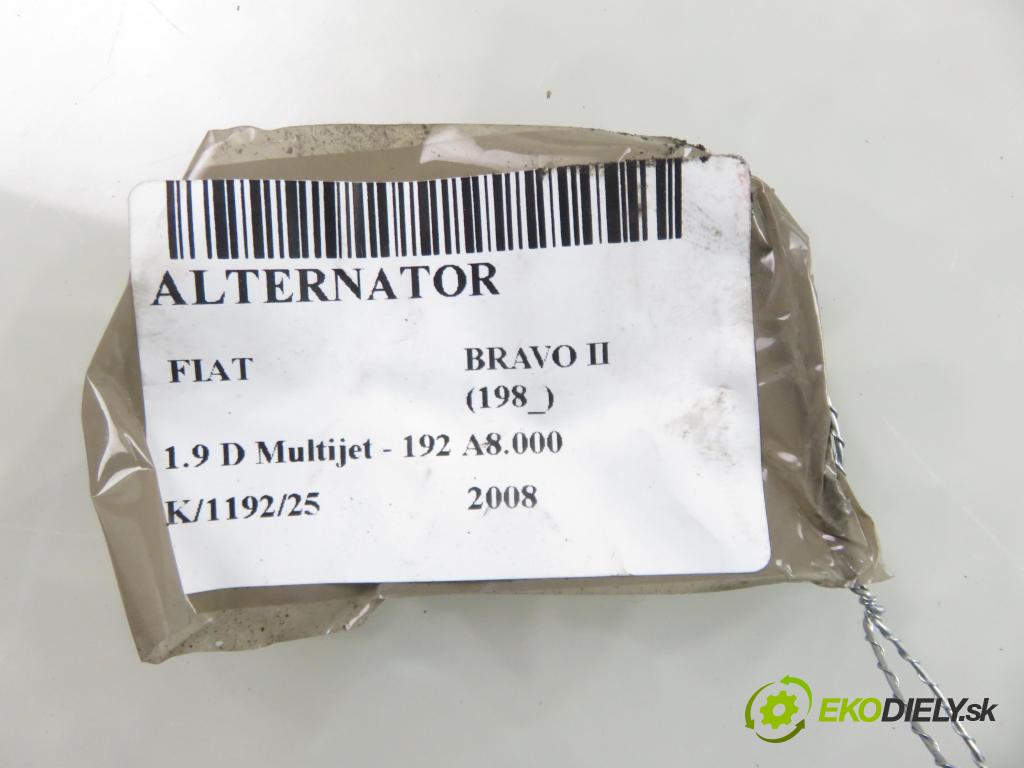 ALTERNATOR
FIAT BRAVO II
(198_)
1.9 D Multijet - 192 A8.000
K/1192/25 2008
EKODIELY.sk